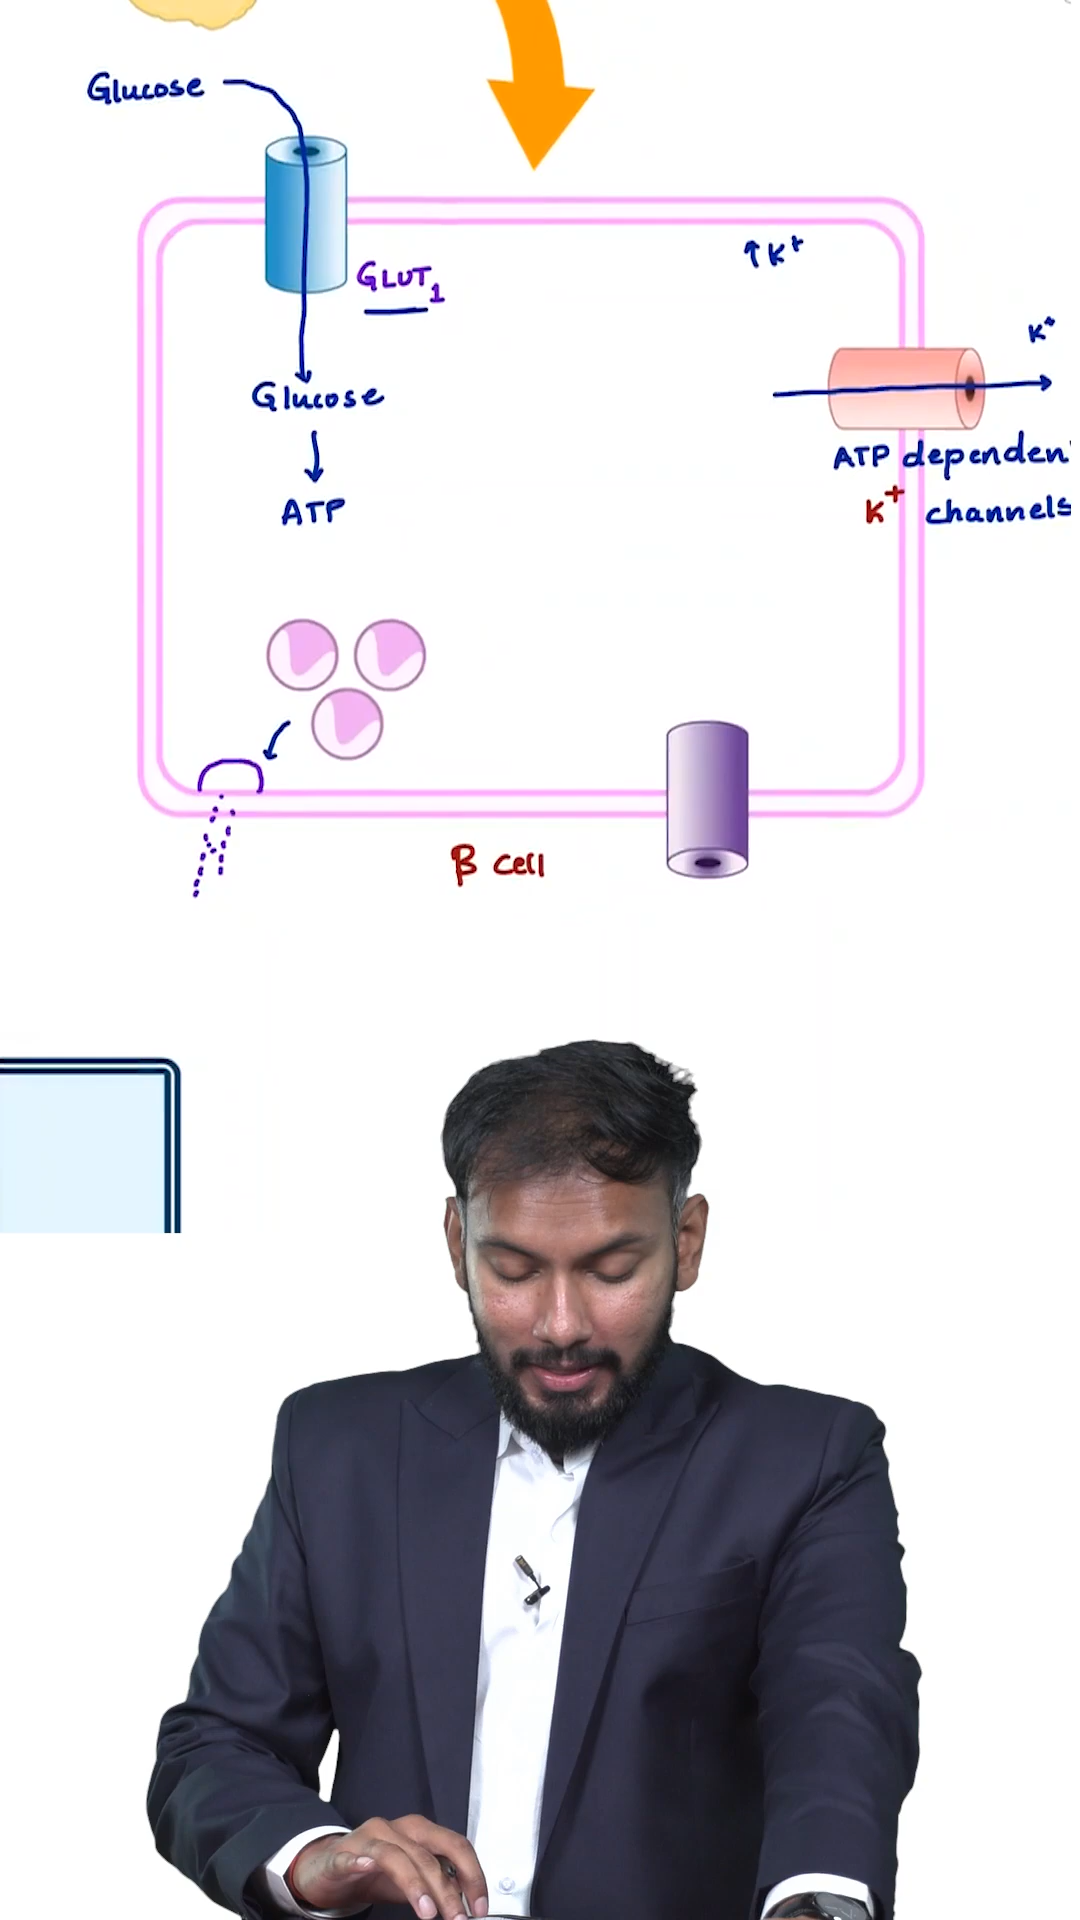 Glucose
↑K⁺
GLUT₁
K⁺
Glucose
ATP dependen
ATP
K⁺ channels
β cell